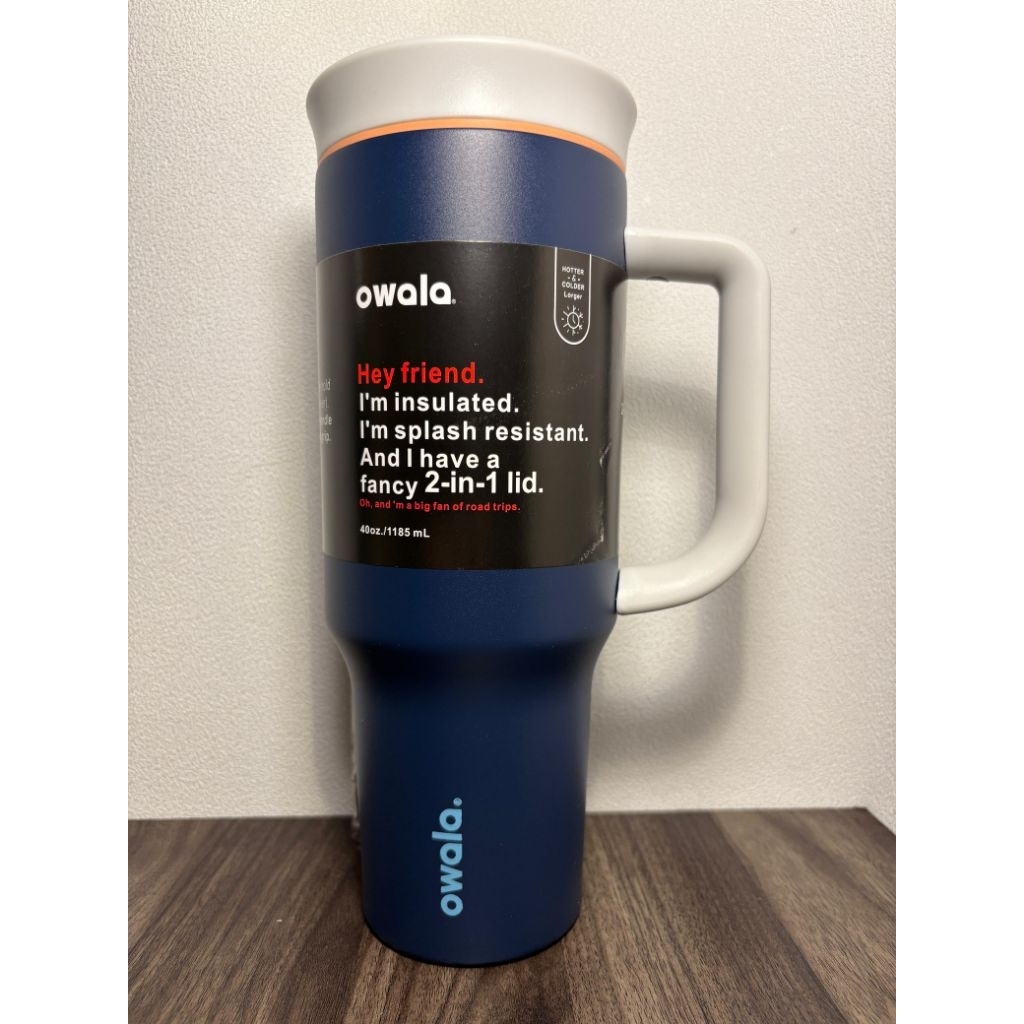 owala®
HOTTER
- & -
COLDER
Larger
Hey friend.
I'm insulated.
I'm splash resistant.
And I have a
fancy 2-in-1 lid.
Oh, and 'm a big fan of road trips.
40oz./1185 mL
owala®